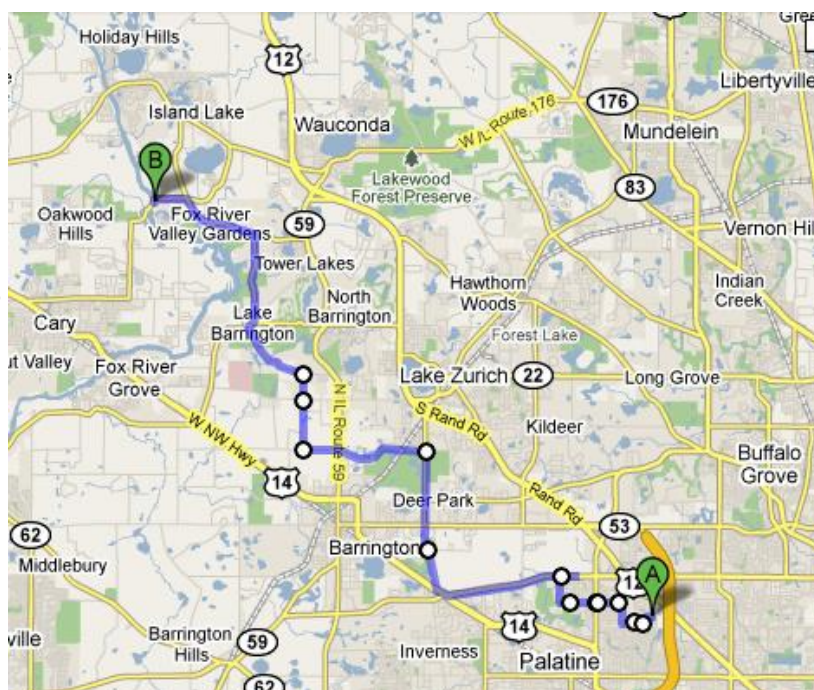 Holiday Hills
12
Gree
Libertyville
Island Lake
176
Wauconda
W IL Route 176
Mundelein
B
Lakewood
Forest Preserve
83
Oakwood
Hills
Fox River
Valley Gardens
59
Vernon Hil
Tower Lakes
Hawthorn
Woods
Indian
Creek
Lake
Barrington
North
Barrington
Cary
Forest Lake
ut Valley
Fox River
Grove
Lake Zurich
22
Long Grove
N IL Route 59
S Rand Rd
Kildeer
W NW Hwy
Buffalo
Grove
14
Deer Park
Rand Rd
53
62
Barrington
Middlebury
12
A
ville
Barrington
Hills
59
14
Inverness
Palatine
62